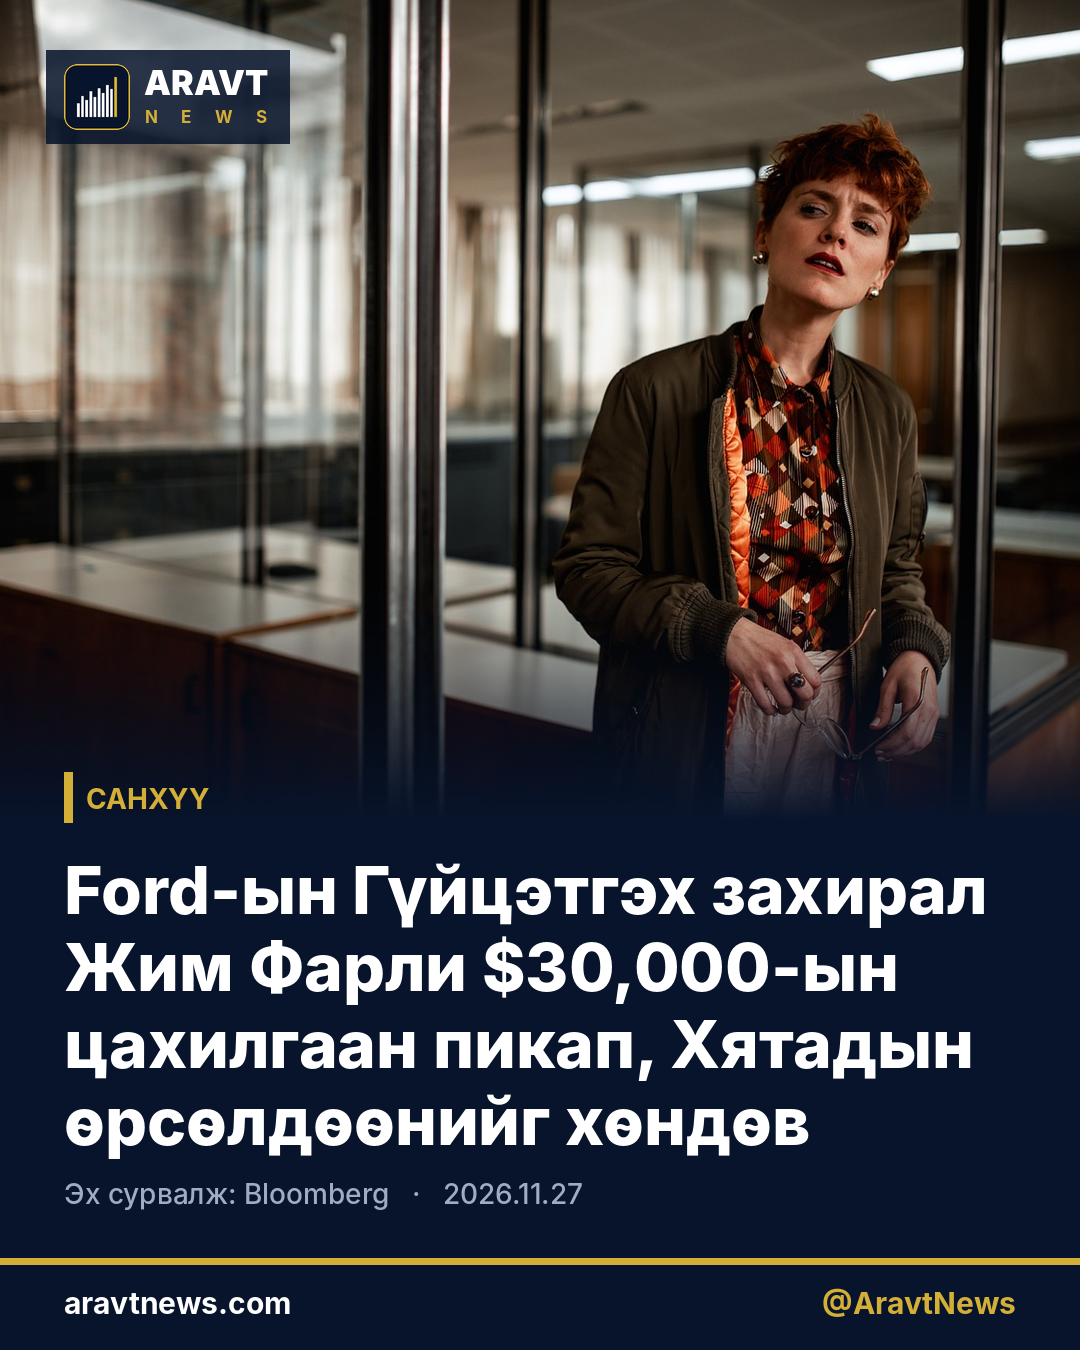 ARAVT
NEWS
САНХҮҮ
Ford-ын Гүйцэтгэх захирал
Жим Фарли $30,000-ын
цахилгаан пикап, Хятадын
өрсөлдөөнийг хөндөв
Эх сурвалж: Bloomberg · 2026.11.27
aravtnews.com
@AravtNews